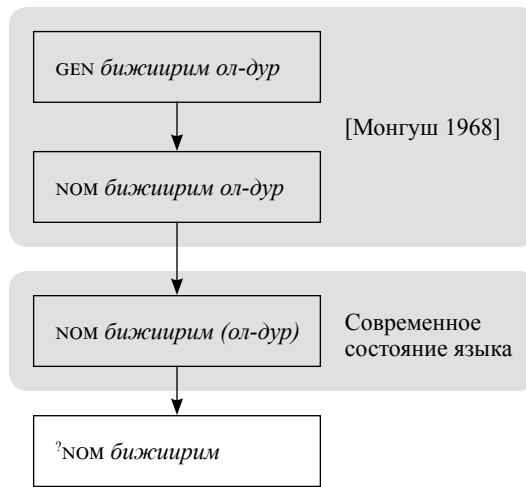 GEN бижиирим ол-дур
[Монгуш 1968]
NOM бижиирим ол-дур
NOM бижиирим (ол-дур)
Современное
состояние языка
?NOM бижиирим